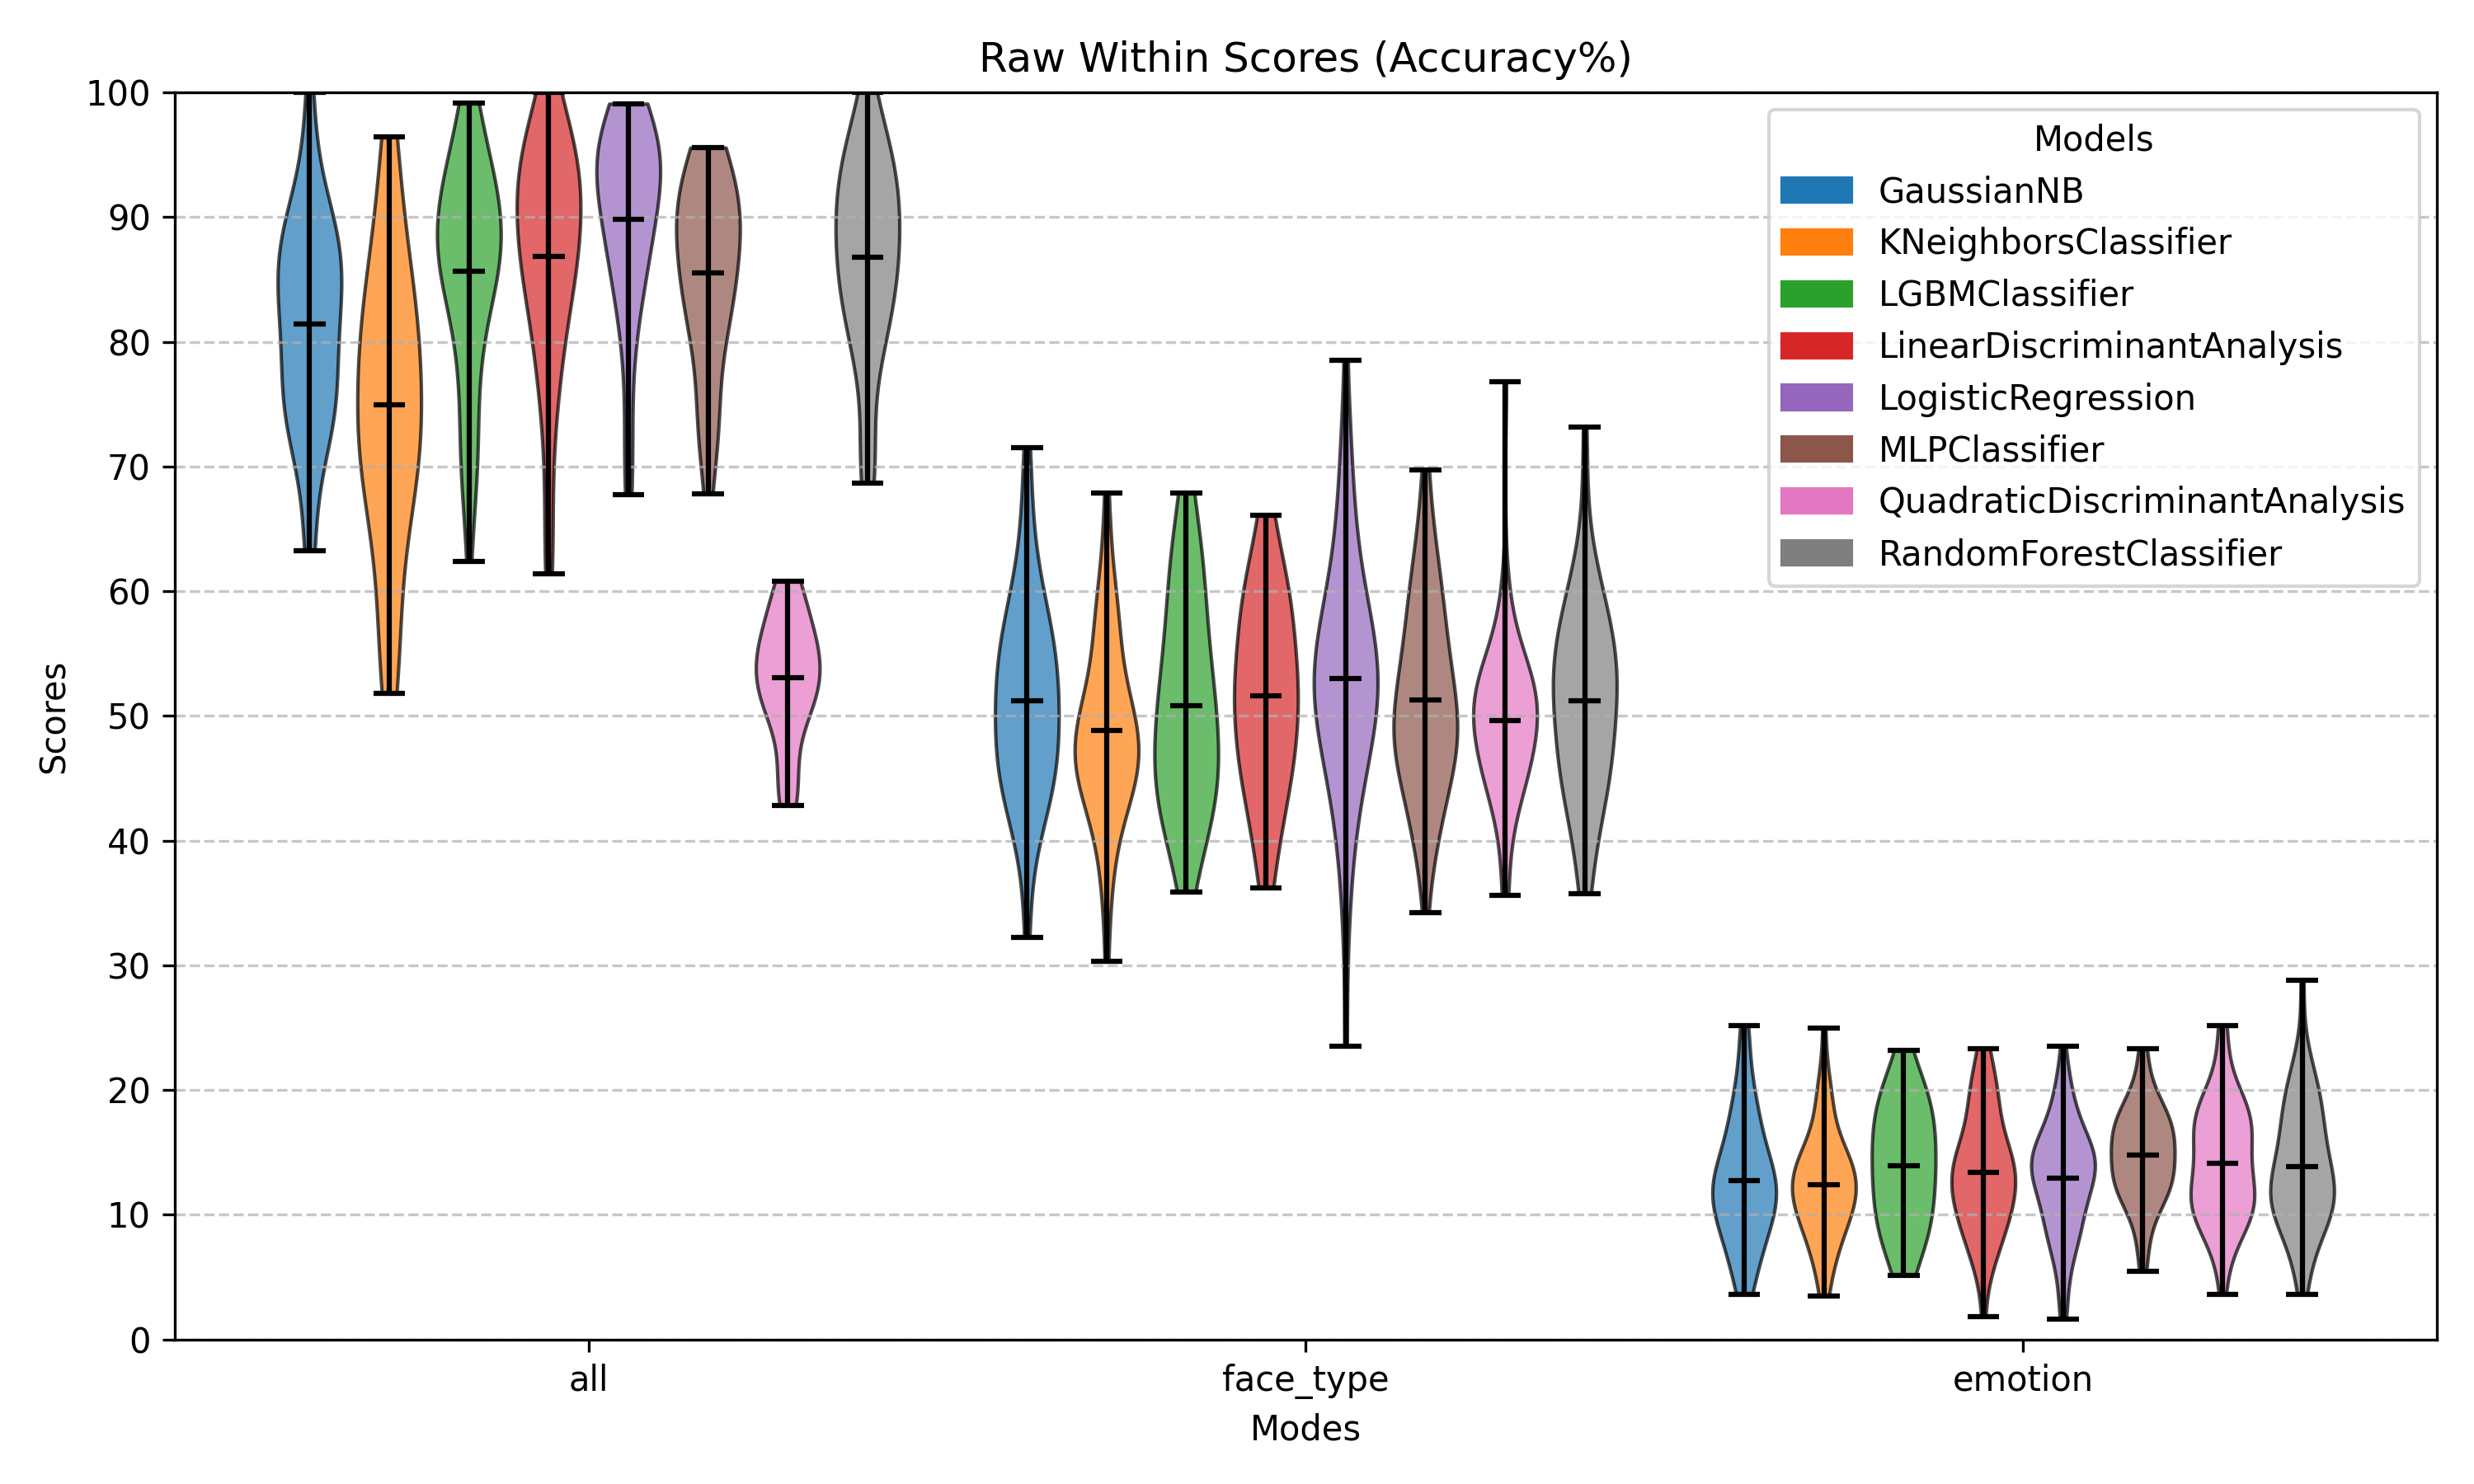 Raw Within Scores (Accuracy%)
100
90
80
70
60
50
40
30
20
10
0
Scores
Models
GaussianNB
KNeighborsClassifier
LGBMClassifier
LinearDiscriminantAnalysis
LogisticRegression
MLPClassifier
QuadraticDiscriminantAnalysis
RandomForestClassifier
all
face_type
emotion
Modes